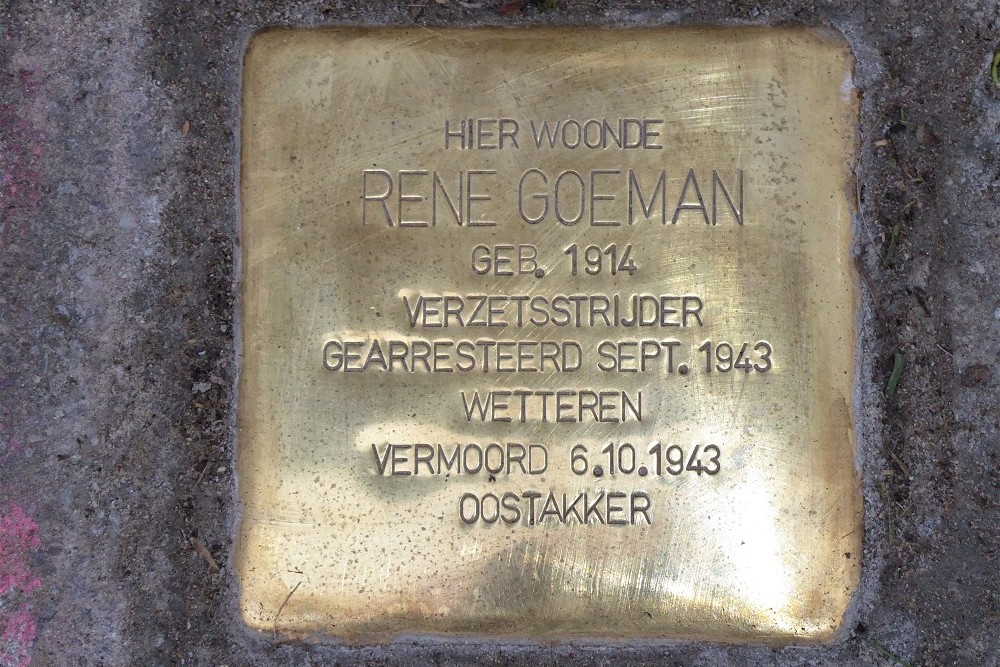 HIER WOONDE
RENE GOEMAN
GEB. 1914
VERZETSSTRIJDER
GEARRESTEERD SEPT. 1943
WETTEREN
VERMOORD 6.10.1943
OOSTAKKER